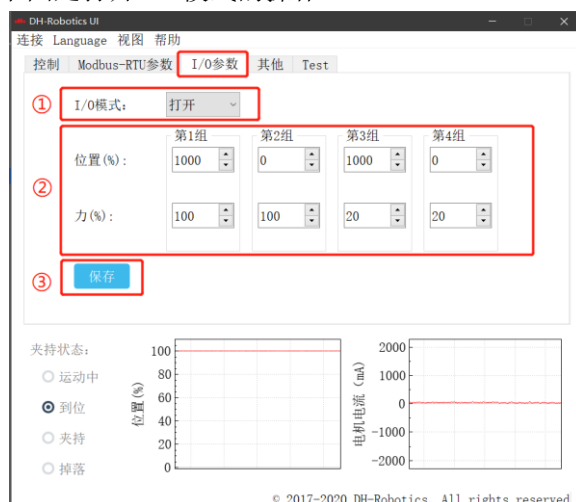 DH-Robotics UI
连接 Language 视图 帮助
控制 Modbus-RTU参数 I/O参数 其他 Test
① I/O模式: 打开
第1组 第2组 第3组 第4组
位置(%): 1000 0 1000 0
②
力(%): 100 100 20 20
③ 保存
夹持状态:
运动中
到位
夹持
掉落
位置(%)
100
80
60
40
20
0
电机电流(mA)
2000
1000
0
-1000
-2000
© 2017-2020 DH-Robotics. All rights reserved